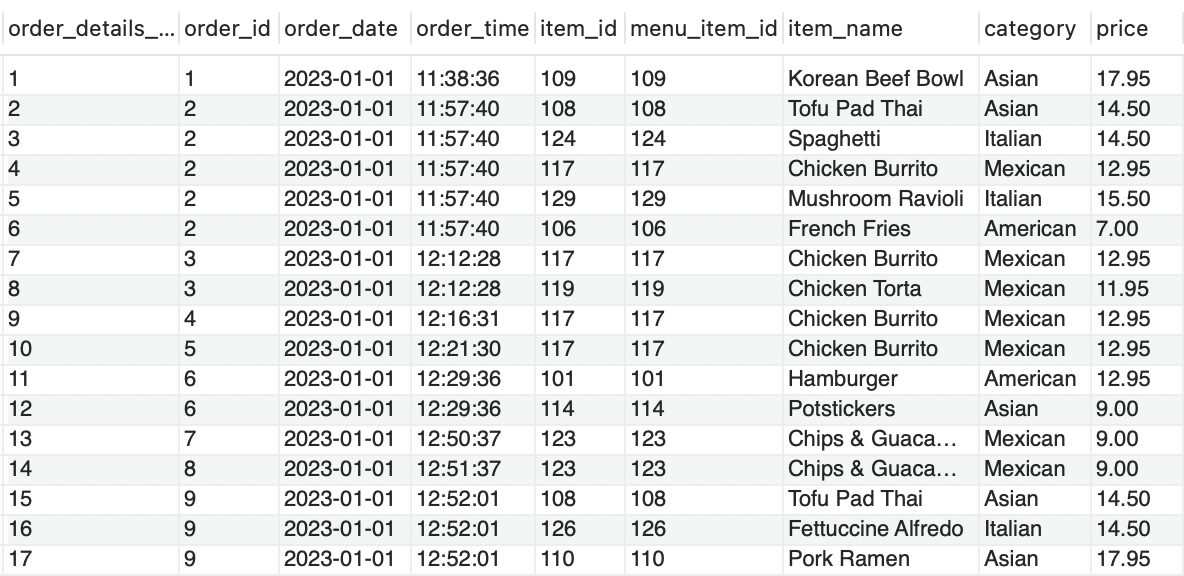 order_details_... order_id order_date order_time item_id menu_item_id item_name category price
1 1 2023-01-01 11:38:36 109 109 Korean Beef Bowl Asian 17.95
2 2 2023-01-01 11:57:40 108 108 Tofu Pad Thai Asian 14.50
3 2 2023-01-01 11:57:40 124 124 Spaghetti Italian 14.50
4 2 2023-01-01 11:57:40 117 117 Chicken Burrito Mexican 12.95
5 2 2023-01-01 11:57:40 129 129 Mushroom Ravioli Italian 15.50
6 2 2023-01-01 11:57:40 106 106 French Fries American 7.00
7 3 2023-01-01 12:12:28 117 117 Chicken Burrito Mexican 12.95
8 3 2023-01-01 12:12:28 119 119 Chicken Torta Mexican 11.95
9 4 2023-01-01 12:16:31 117 117 Chicken Burrito Mexican 12.95
10 5 2023-01-01 12:21:30 117 117 Chicken Burrito Mexican 12.95
11 6 2023-01-01 12:29:36 101 101 Hamburger American 12.95
12 6 2023-01-01 12:29:36 114 114 Potstickers Asian 9.00
13 7 2023-01-01 12:50:37 123 123 Chips & Guaca... Mexican 9.00
14 8 2023-01-01 12:51:37 123 123 Chips & Guaca... Mexican 9.00
15 9 2023-01-01 12:52:01 108 108 Tofu Pad Thai Asian 14.50
16 9 2023-01-01 12:52:01 126 126 Fettuccine Alfredo Italian 14.50
17 9 2023-01-01 12:52:01 110 110 Pork Ramen Asian 17.95